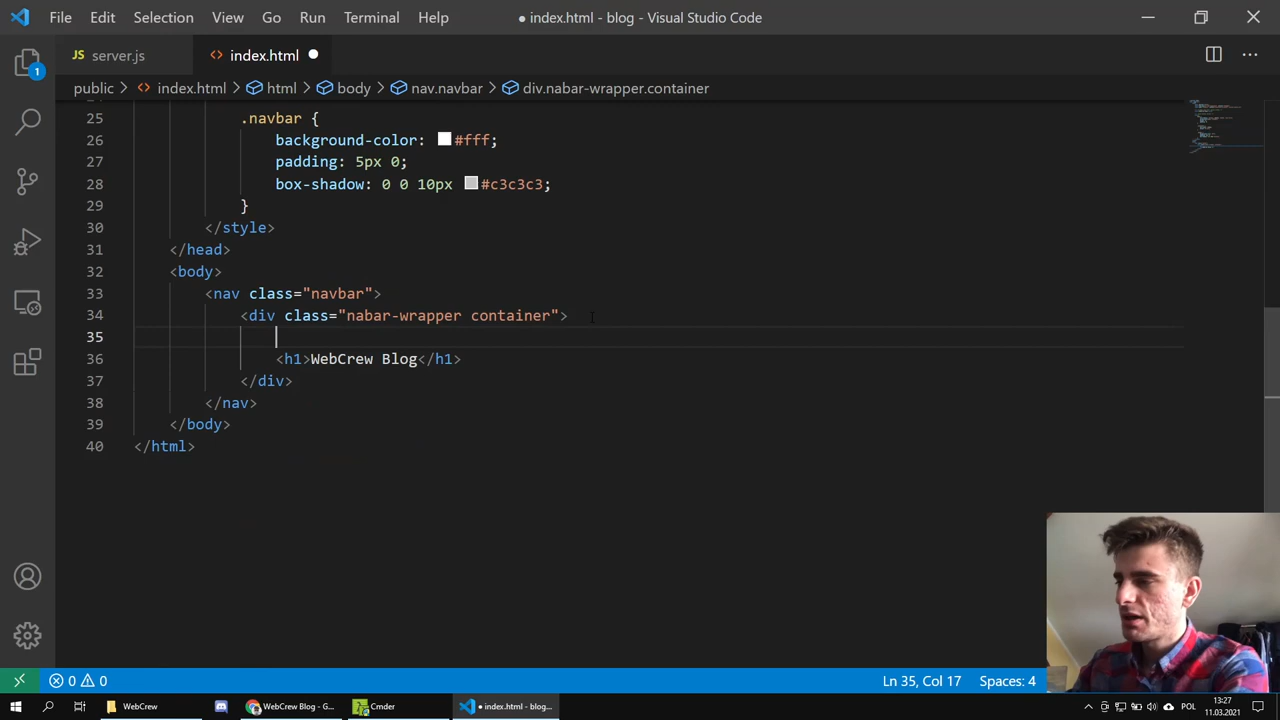 File Edit Selection View Go Run Terminal Help
● index.html - blog - Visual Studio Code
JS server.js
<> index.html ●
public > <> index.html > html > body > nav.navbar > div.nabar-wrapper.container
1
25 .navbar {
26 background-color: #fff;
27 padding: 5px 0;
28 box-shadow: 0 0 10px #c3c3c3;
29 }
30 </style>
31 </head>
32 <body>
33 <nav class="navbar">
34 <div class="nabar-wrapper container">
35
36 <h1>WebCrew Blog</h1>
37 </div>
38 </nav>
39 </body>
40 </html>
0 0 Ln 35, Col 17 Spaces: 4
WebCrew
WebCrew Blog - G...
Cmder
● index.html - blog...
POL
13:27
11.03.2021